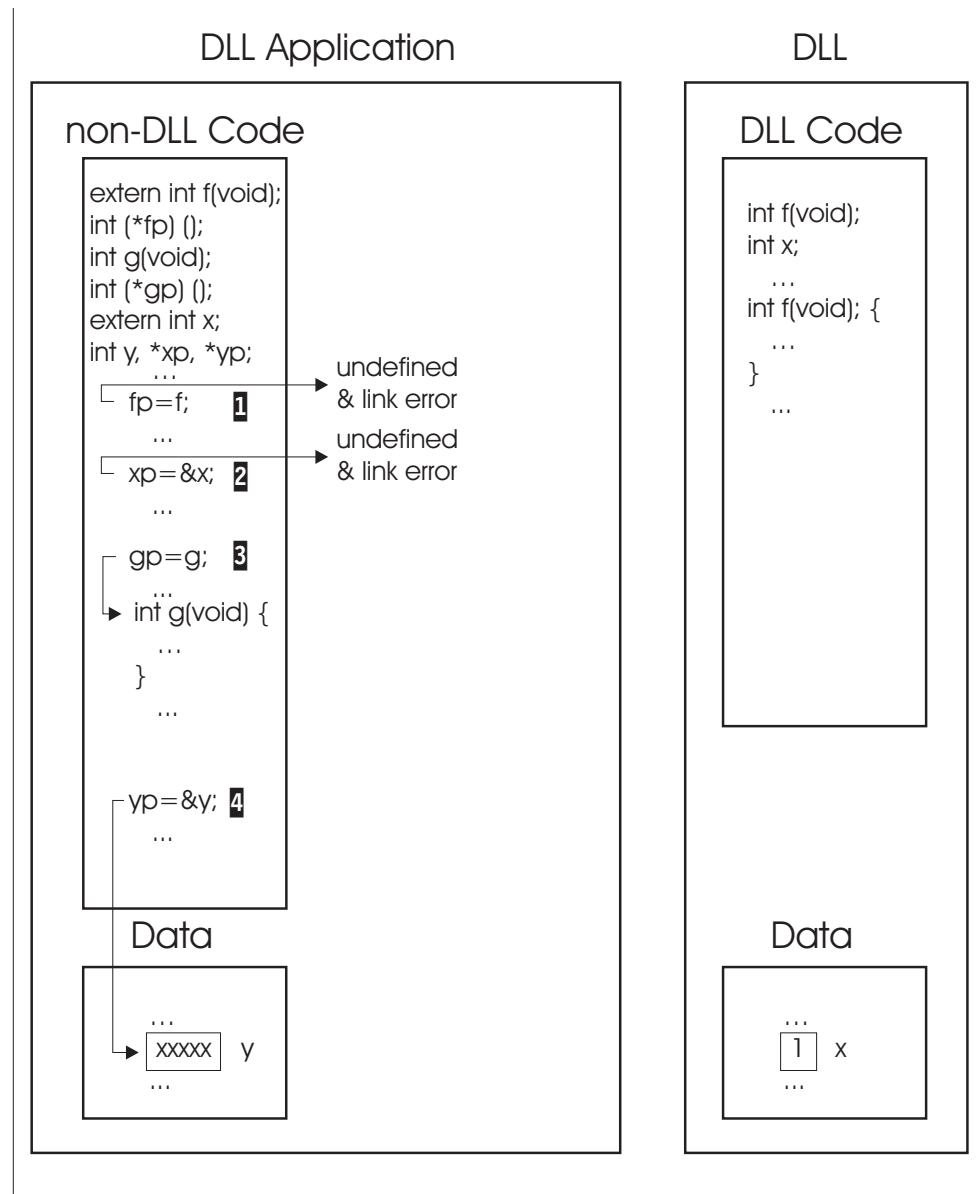 DLL Application
non-DLL Code
extern int f(void);
int (*fp) ();
int g(void);
int (*gp) ();
extern int x;
int y, *xp, *yp;
...
fp=f; 1
undefined
& link error
...
xp=&x; 2
undefined
& link error
...
gp=g; 3
...
int g(void) {
...
}
...
yp=&y; 4
...
Data
...
xxxxx y
...
DLL
DLL Code
int f(void);
int x;
...
int f(void); {
...
}
...
Data
...
1 x
...